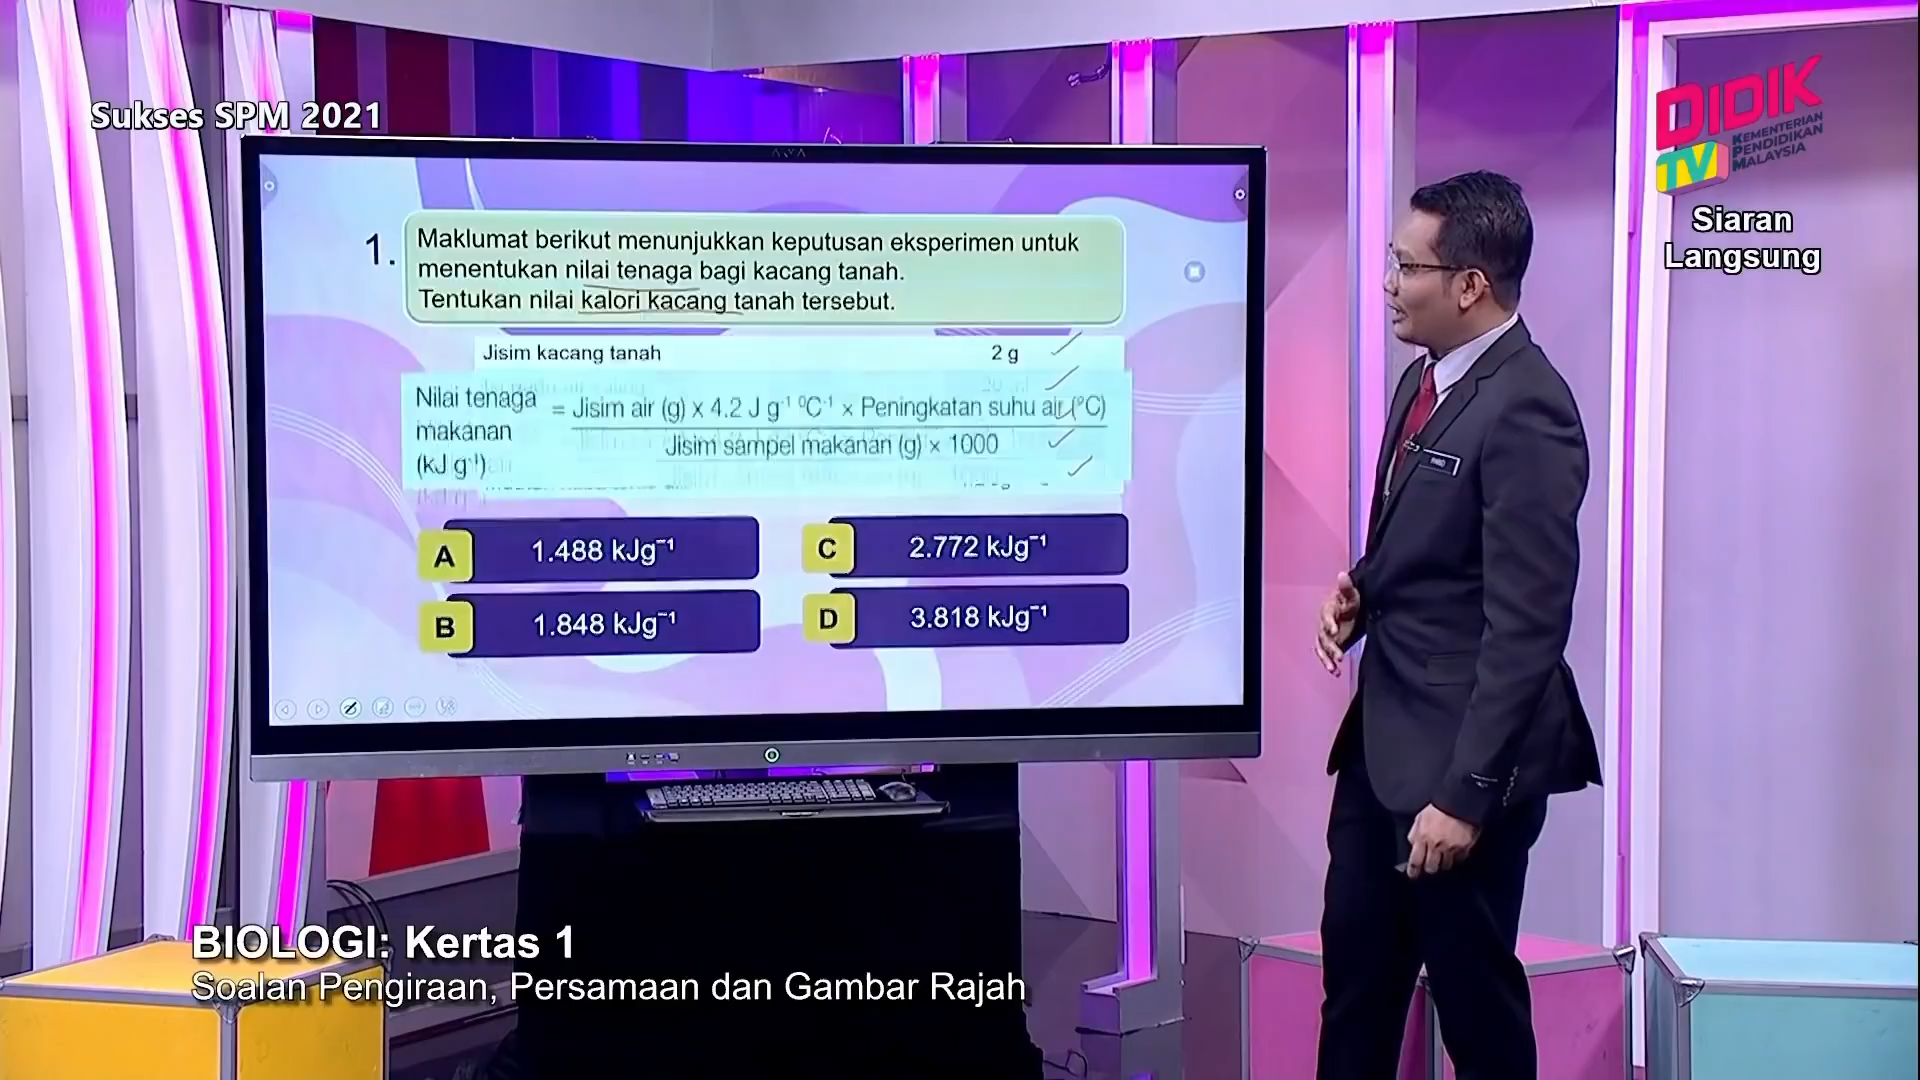 Sukses SPM 2021
DIDIK
TV
KEMENTERIAN
PENDIDIKAN
MALAYSIA
Siaran
Langsung
1.
Maklumat berikut menunjukkan keputusan eksperimen untuk
menentukan nilai tenaga bagi kacang tanah.
Tentukan nilai kalori kacang tanah tersebut.
Jisim kacang tanah 2 g
Nilai tenaga
makanan
(kJ g⁻¹)
= Jisim air (g) x 4.2 J g⁻¹ ⁰C⁻¹ × Peningkatan suhu air (⁰C)
Jisim sampel makanan (g) × 1000
A 1.488 kJg⁻¹
C 2.772 kJg⁻¹
B 1.848 kJg⁻¹
D 3.818 kJg⁻¹
BIOLOGI: Kertas 1
Soalan Pengiraan, Persamaan dan Gambar Rajah